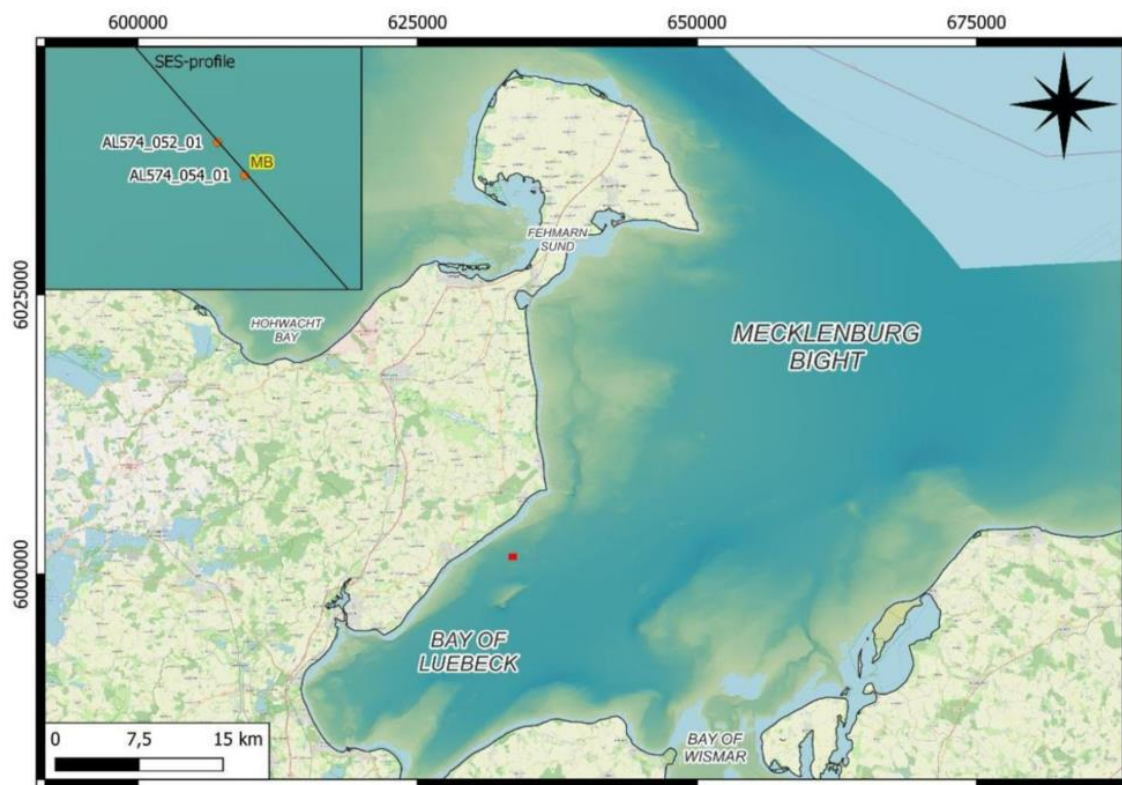 600000
625000
650000
675000
SES-profile
AL574_052_01
MB
AL574_054_01
FEHMARN
SUND
6025000
HOHWACHT
BAY
MECKLENBURG
BIGHT
6000000
BAY OF
LUEBECK
0
7,5
15 km
BAY OF
WISMAR